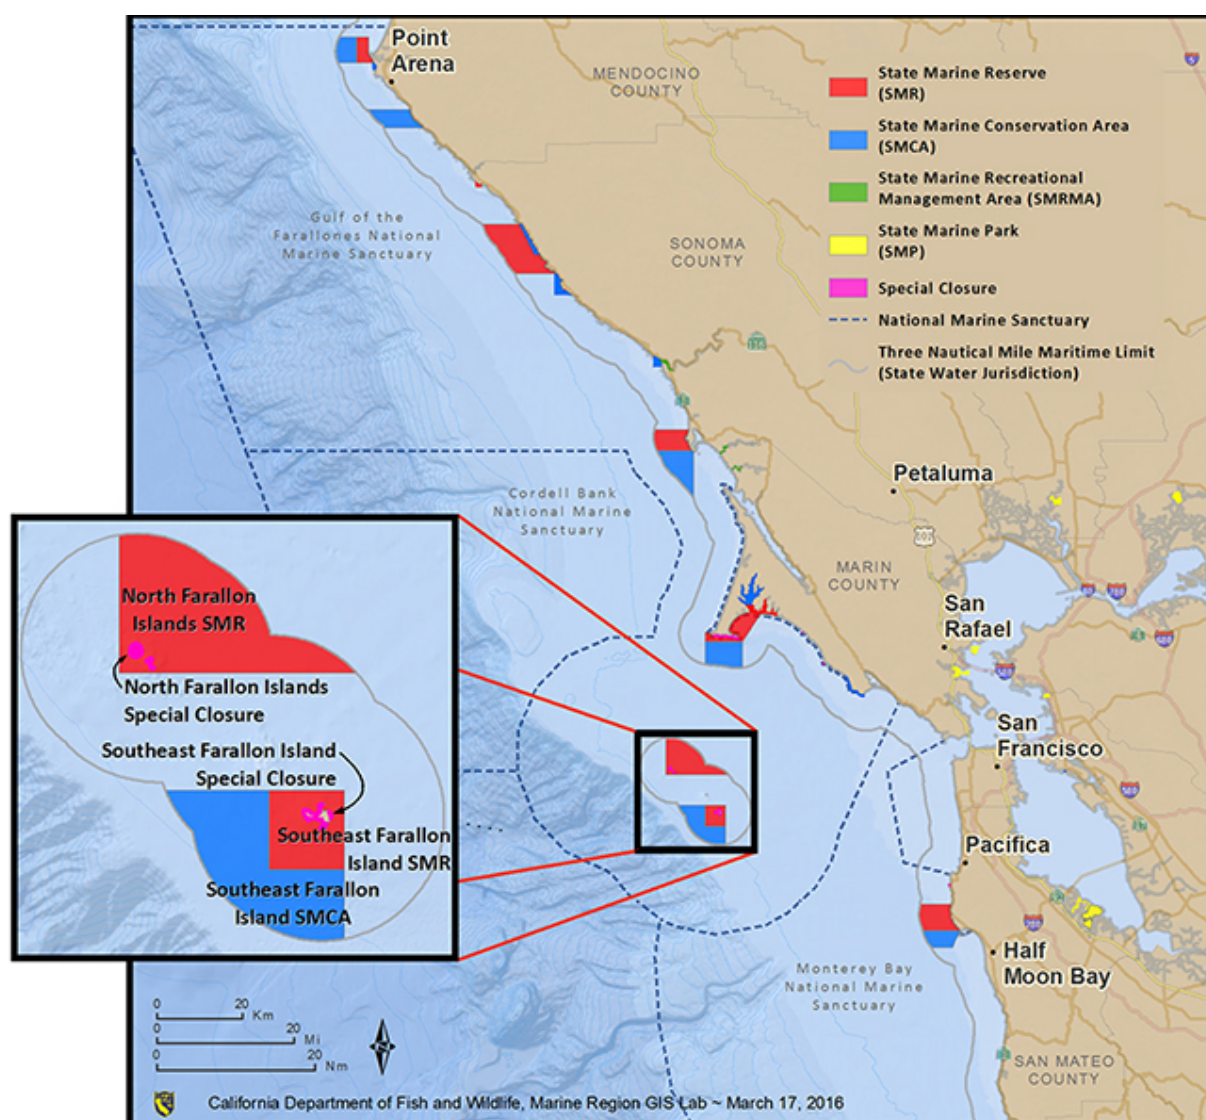 Point
Arena
MENDOCINO
COUNTY
State Marine Reserve
(SMR)
State Marine Conservation Area
(SMCA)
State Marine Recreational
Management Area (SMRMA)
State Marine Park
(SMP)
Special Closure
National Marine Sanctuary
Three Nautical Mile Maritime Limit
(State Water Jurisdiction)
Gulf of the
Farallones National
Marine Sanctuary
SONOMA
COUNTY
Cordell Bank
National Marine
Sanctuary
Petaluma
MARIN
COUNTY
San
Rafael
San
Francisco
Pacifica
Half
Moon Bay
Monterey Bay
National Marine
Sanctuary
SAN MATEO
COUNTY
North Farallon
Islands SMR
North Farallon Islands
Special Closure
Southeast Farallon Island
Special Closure
Southeast Farallon
Island SMR
Southeast Farallon
Island SMCA
0 20
Km
0 20
Mi
0 20
Nm
N
California Department of Fish and Wildlife, Marine Region GIS Lab ~ March 17, 2016